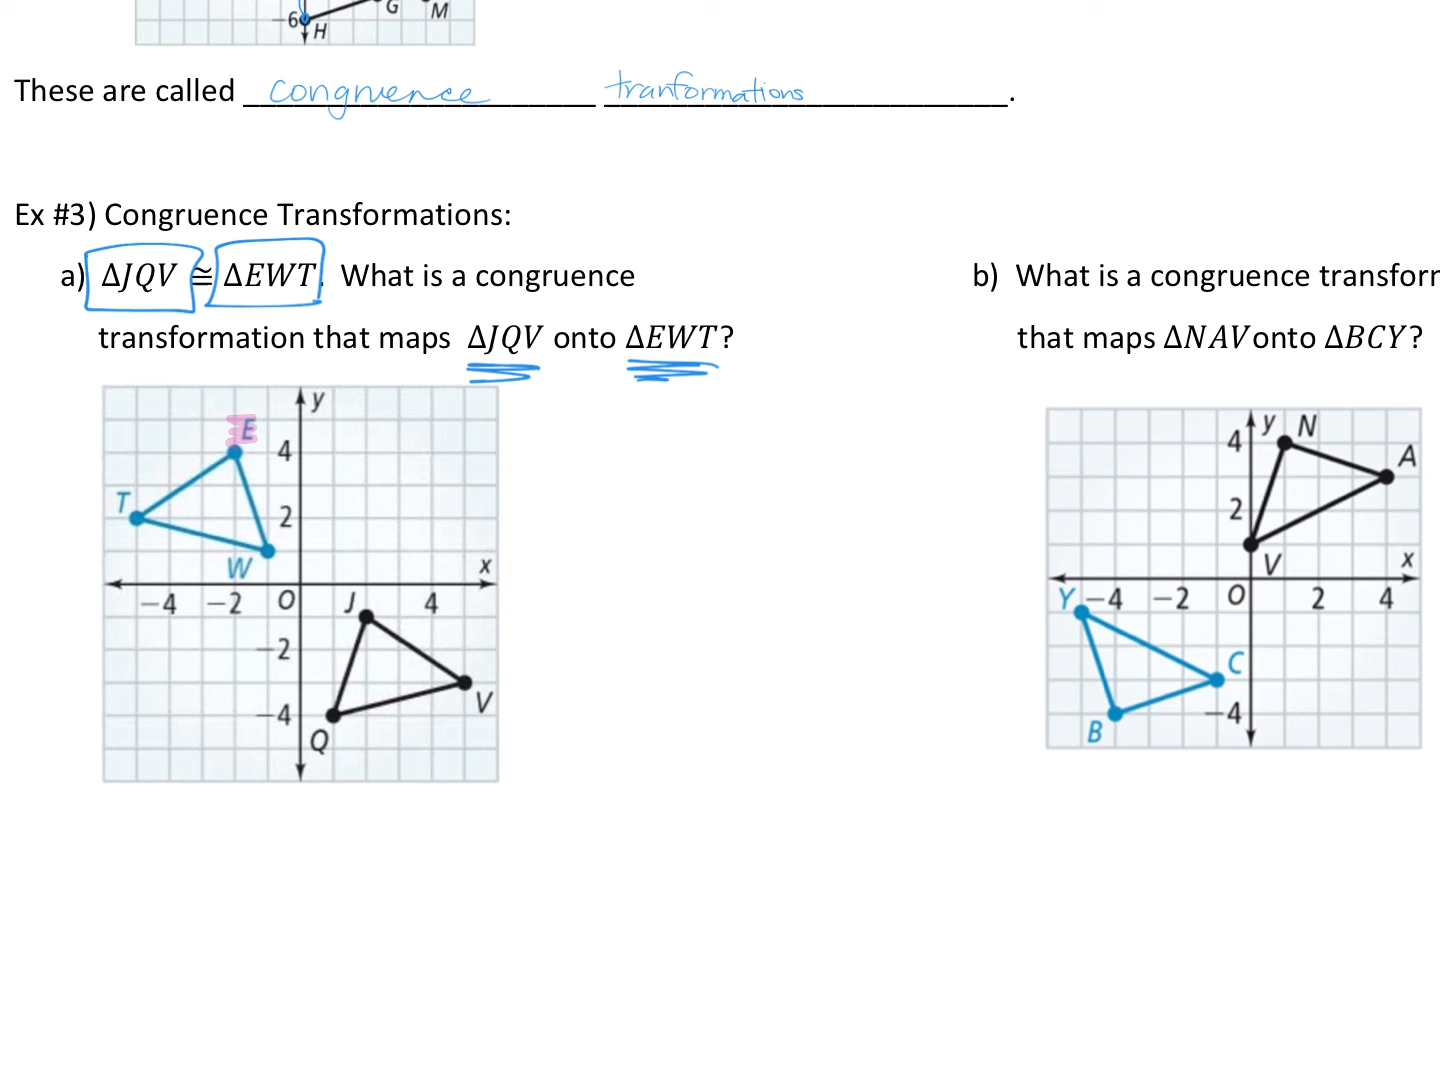 -6
H
G
M
These are called congruence tranformations.
Ex #3) Congruence Transformations:
a) ΔJQV ≅ ΔEWT. What is a congruence
transformation that maps ΔJQV onto ΔEWT?
y
E
4
T
2
W
x
-4 -2 O J 4
-2
V
-4
Q
b) What is a congruence transfor
that maps ΔNAV onto ΔBCY?
y N
4
A
2
V
x
Y -4 -2 O 2 4
C
-4
B